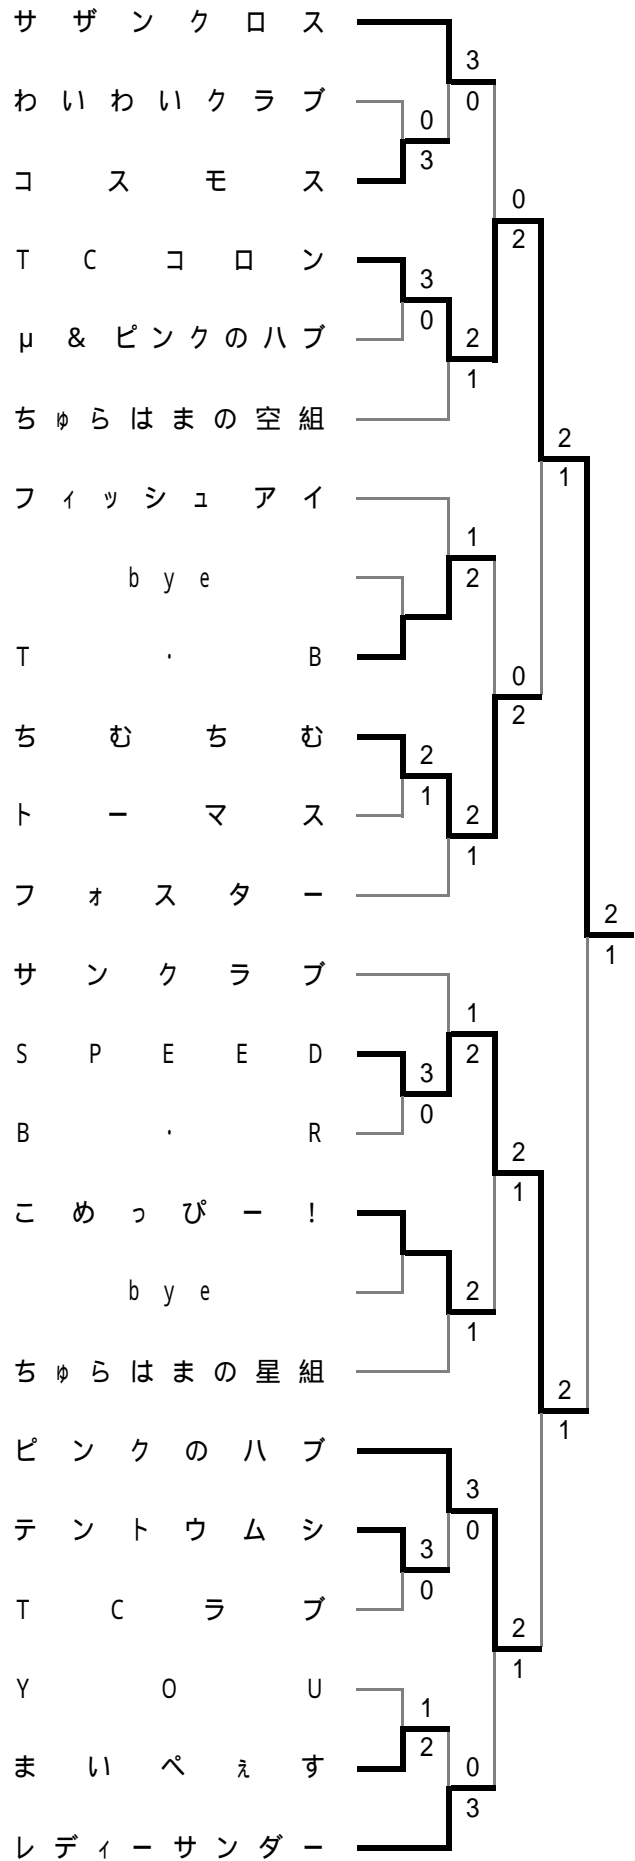 サザンクロス
3
わいわいクラブ
0
0
3
コスモス
0
2
TCコロン
3
0
2
μ&ピンクのハブ
1
ちゅらはまの空組
2
1
フィッシュアイ
1
bye
2
T・B
0
2
ちむちむ
2
1
トーマス
2
1
フォスター
2
1
サンクラブ
1
SPEED
2
3
0
B・R
2
1
こめっぴー!
bye
2
1
ちゅらはまの星組
2
1
ピンクのハブ
3
テントウムシ
0
3
0
TCラブ
2
1
YOU
1
2
まいぺぇす
0
3
レディーサンダー